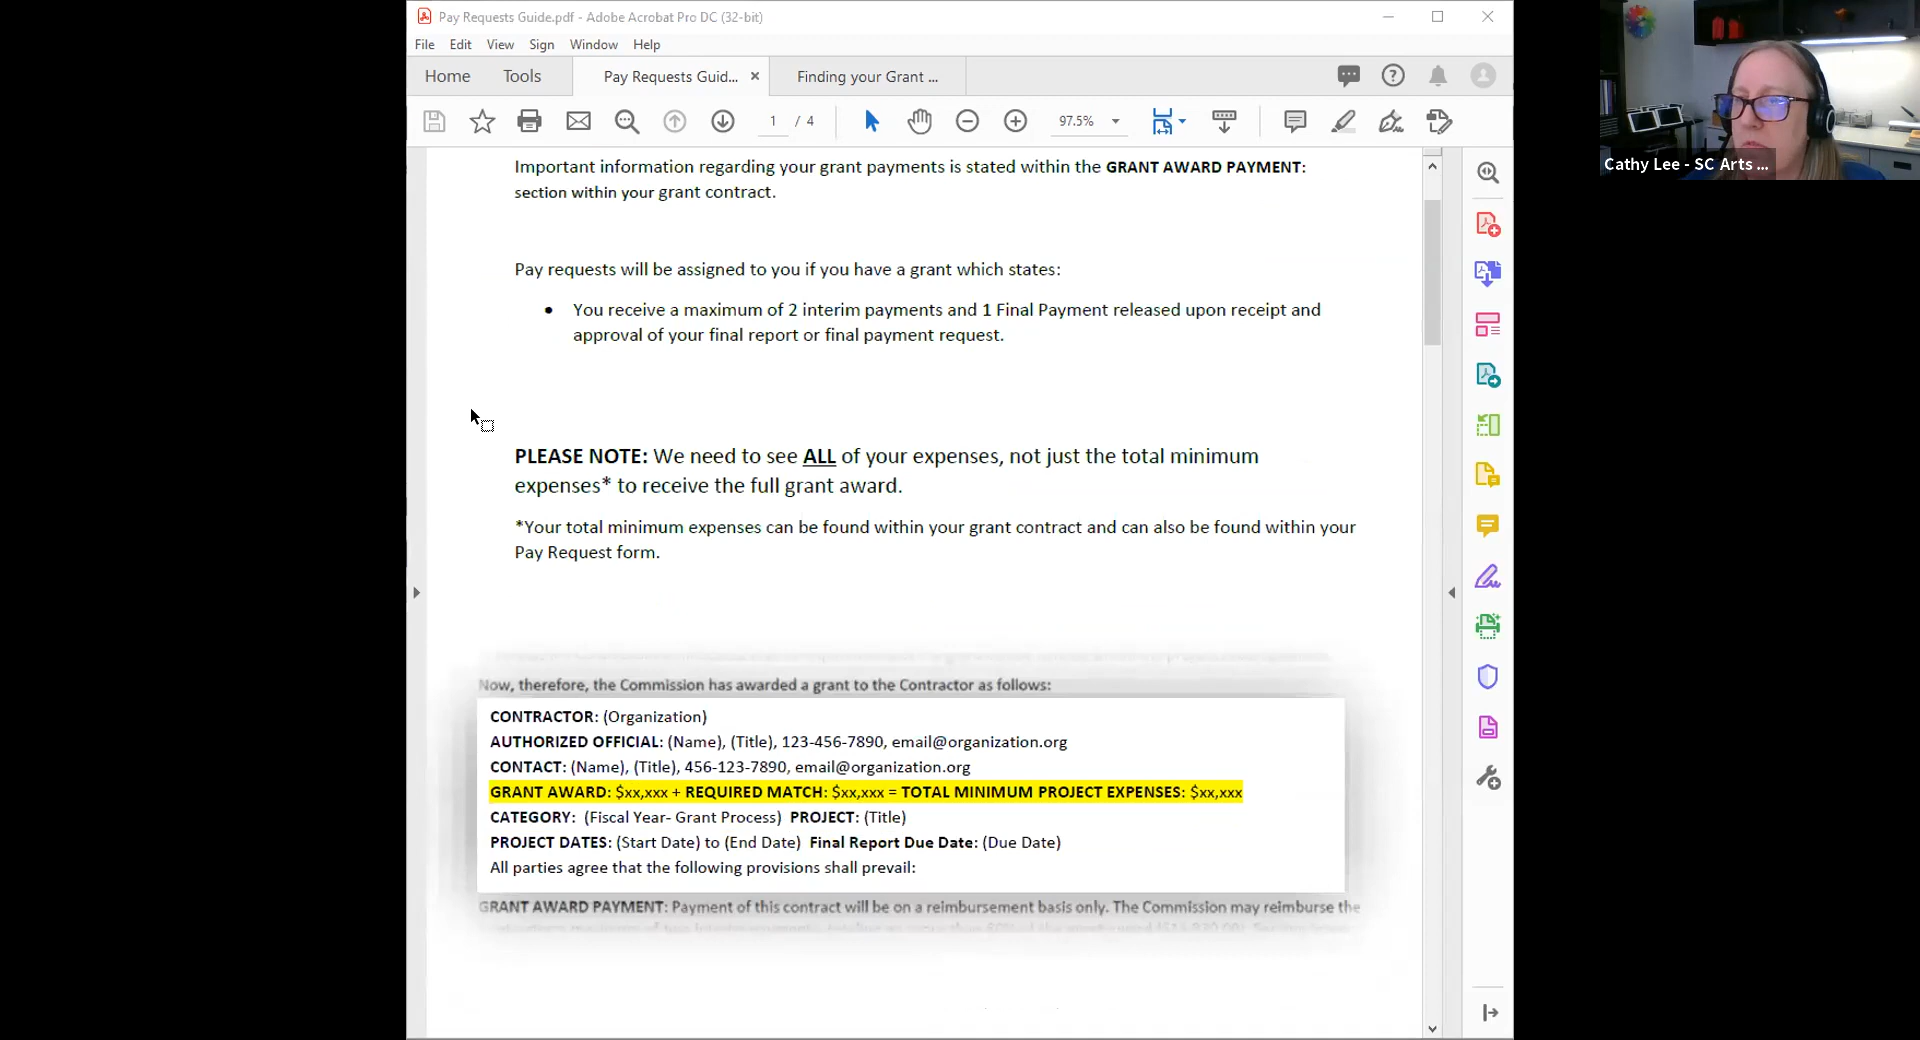 Pay Requests Guide.pdf - Adobe Acrobat Pro DC (32-bit)
File Edit View Sign Window Help
Home Tools Pay Requests Guid... × Finding your Grant ...
1 / 4 97.5%
Cathy Lee - SC Arts ...
Important information regarding your grant payments is stated within the GRANT AWARD PAYMENT:
section within your grant contract.
Pay requests will be assigned to you if you have a grant which states:
• You receive a maximum of 2 interim payments and 1 Final Payment released upon receipt and
approval of your final report or final payment request.
PLEASE NOTE: We need to see ALL of your expenses, not just the total minimum
expenses* to receive the full grant award.
*Your total minimum expenses can be found within your grant contract and can also be found within your
Pay Request form.
Now, therefore, the Commission has awarded a grant to the Contractor as follows:
CONTRACTOR: (Organization)
AUTHORIZED OFFICIAL: (Name), (Title), 123-456-7890, email@organization.org
CONTACT: (Name), (Title), 456-123-7890, email@organization.org
GRANT AWARD: $xx,xxx + REQUIRED MATCH: $xx,xxx = TOTAL MINIMUM PROJECT EXPENSES: $xx,xxx
CATEGORY: (Fiscal Year- Grant Process) PROJECT: (Title)
PROJECT DATES: (Start Date) to (End Date) Final Report Due Date: (Due Date)
All parties agree that the following provisions shall prevail:
GRANT AWARD PAYMENT: Payment of this contract will be on a reimbursement basis only. The Commission may reimburse the